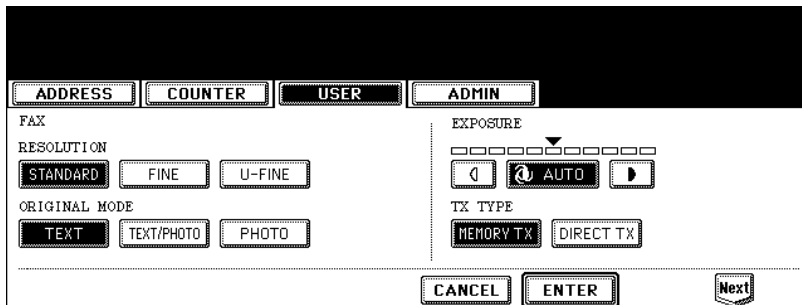 ADDRESS COUNTER USER ADMIN
FAX
RESOLUTION
STANDARD FINE U-FINE
ORIGINAL MODE
TEXT TEXT/PHOTO PHOTO
EXPOSURE
AUTO
TX TYPE
MEMORY TX DIRECT TX
CANCEL ENTER Next